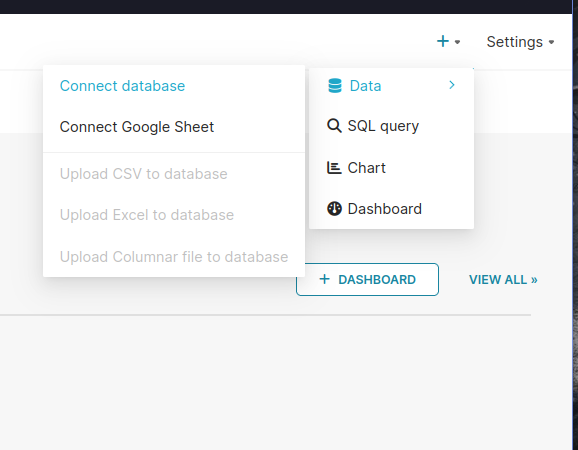 + Settings
Connect database
Connect Google Sheet
Upload CSV to database
Upload Excel to database
Upload Columnar file to database
Data
SQL query
Chart
Dashboard
+ DASHBOARD
VIEW ALL »